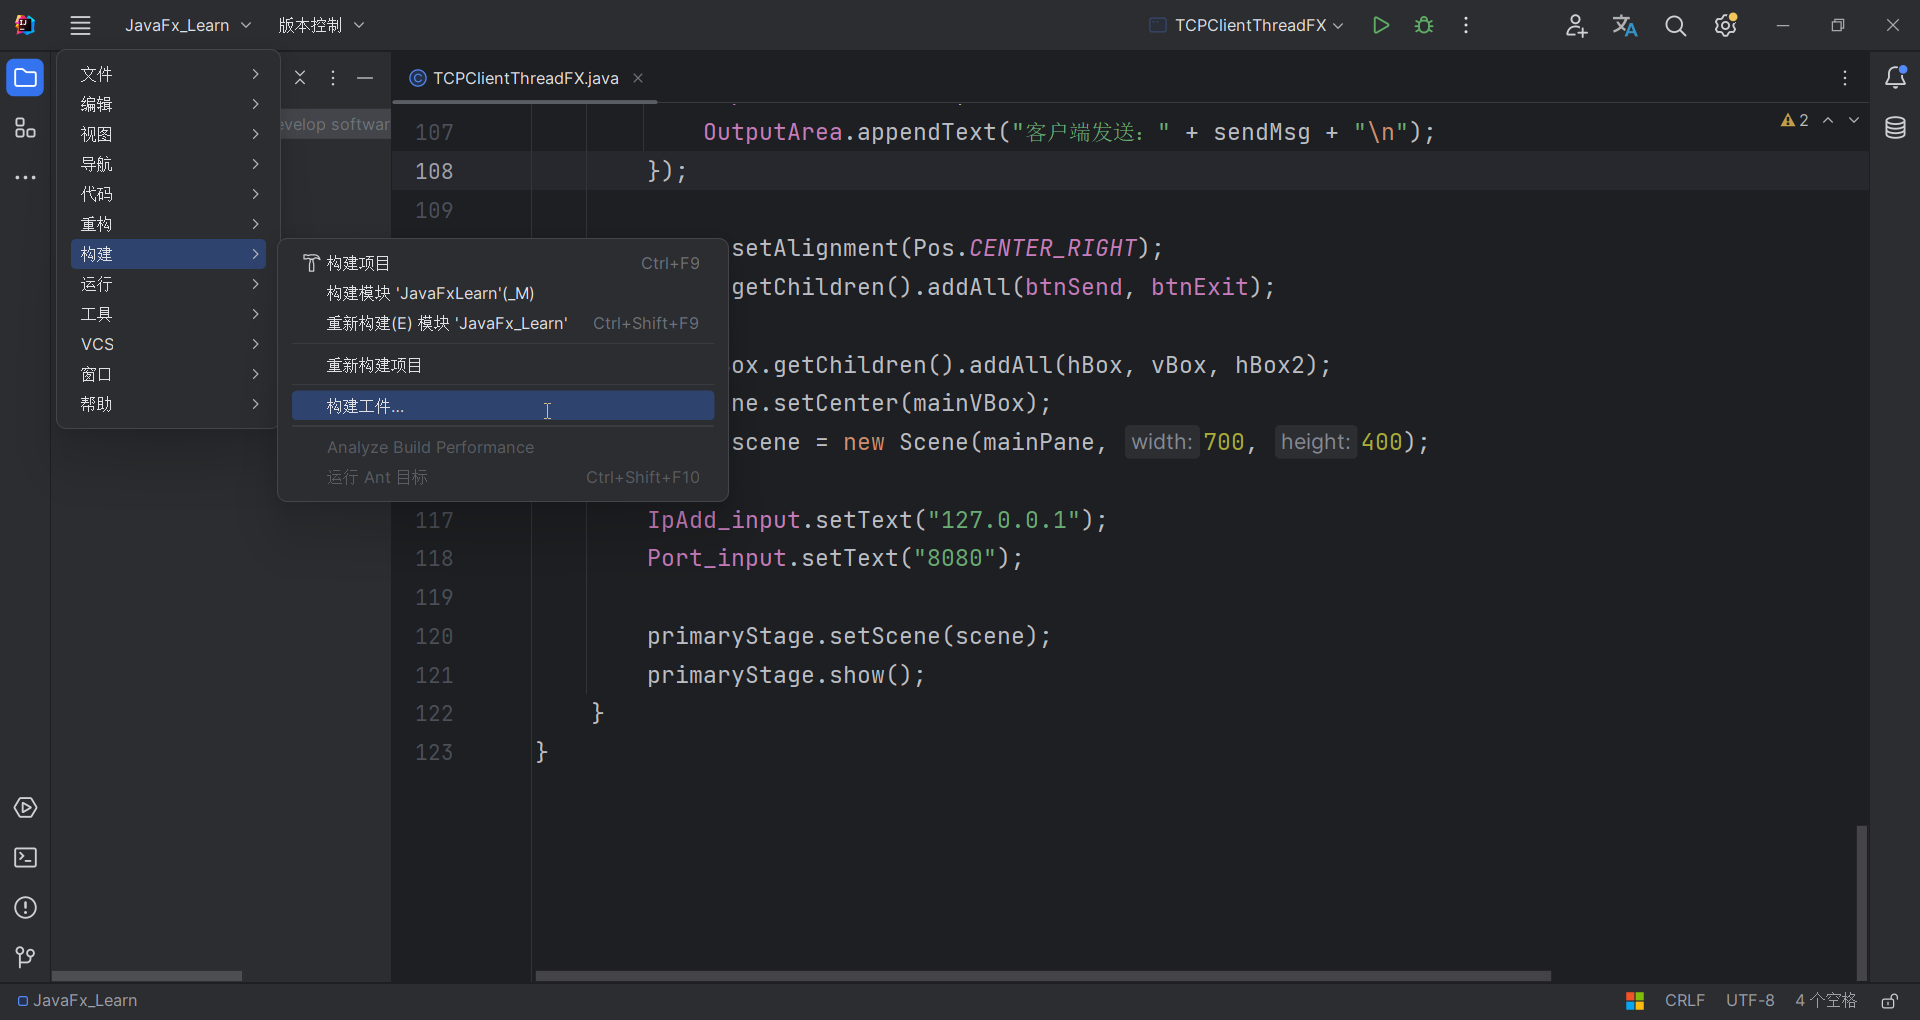 JavaFx_Learn 版本控制 TCPClientThreadFX
文件
编辑
视图
导航
代码
重构
构建
运行
工具
VCS
窗口
帮助
evelop softwar
构建项目 Ctrl+F9
构建模块 'JavaFxLearn'(_M)
重新构建(E) 模块 'JavaFx_Learn' Ctrl+Shift+F9
重新构建项目
构建工件...
Analyze Build Performance
运行 Ant 目标 Ctrl+Shift+F10
TCPClientThreadFX.java
2
107 OutputArea.appendText("客户端发送：" + sendMsg + "\n");
108 });
109
setAlignment(Pos.CENTER_RIGHT);
getChildren().addAll(btnSend, btnExit);
ox.getChildren().addAll(hBox, vBox, hBox2);
ne.setCenter(mainVBox);
scene = new Scene(mainPane, width: 700, height: 400);
117 IpAdd_input.setText("127.0.0.1");
118 Port_input.setText("8080");
119
120 primaryStage.setScene(scene);
121 primaryStage.show();
122 }
123 }
JavaFx_Learn CRLF UTF-8 4 个空格